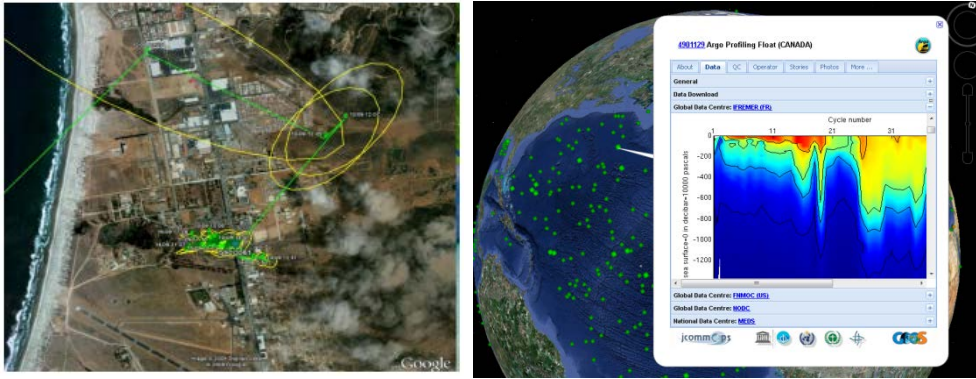 Google
4901129 Argo Profiling Float (CANADA)
About Data QC Operator Stories Photos More ...
General
Data Download
Global Data Centre: IFREMER (FR)
Cycle number
1 11 21 31
0
-200
-400
-600
-800
-1000
-1200
sea surface=0 in decibar=10000 pascals
Global Data Centre: FNMOC (US)
Global Data Centre: NODC
National Data Centre: MEDS
jcommops